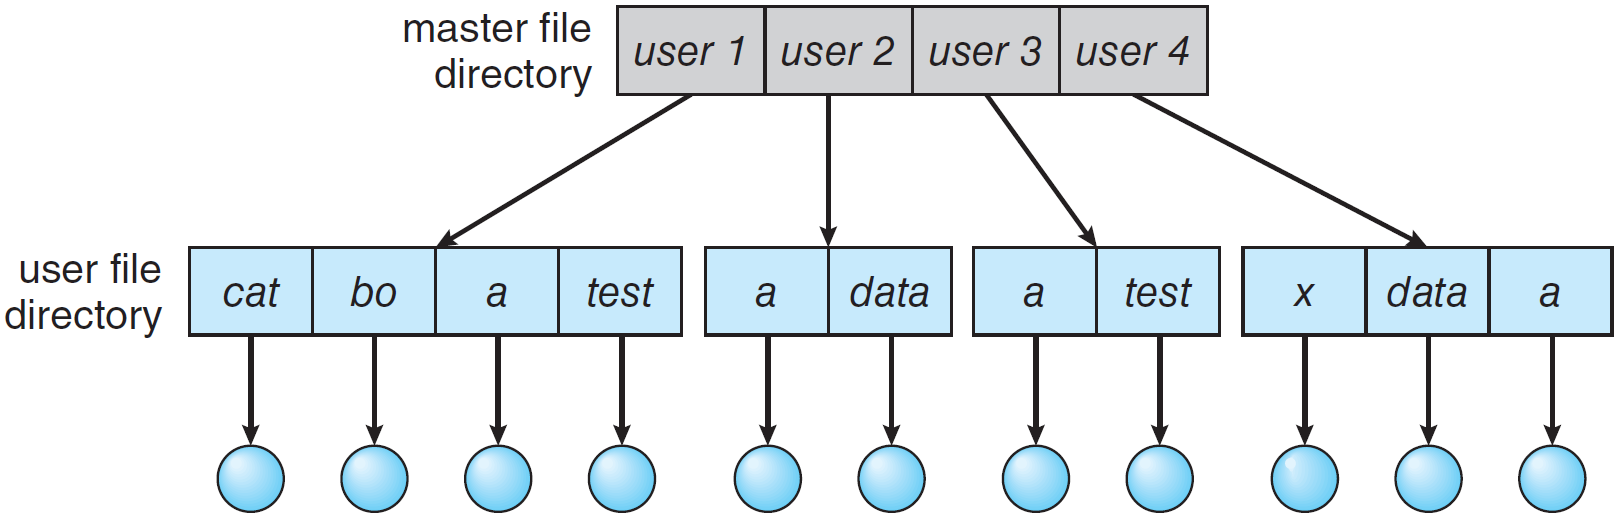 master file
directory
user 1 user 2 user 3 user 4
user file
directory
cat bo a test a data a test x data a